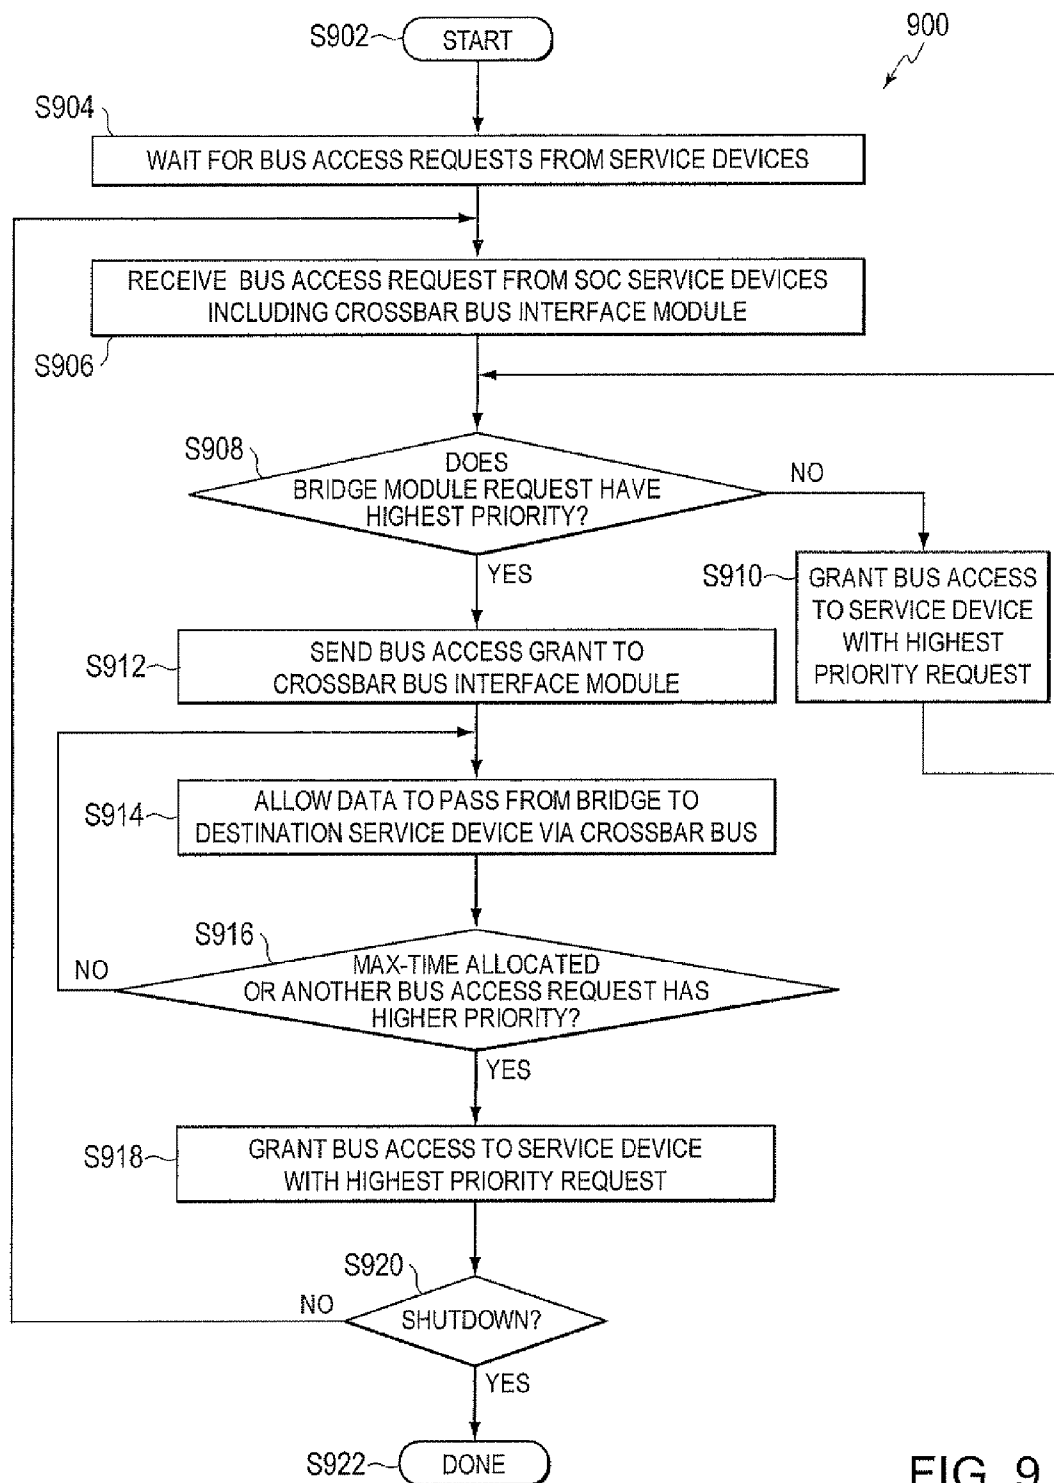 S902
START
900
S904
WAIT FOR BUS ACCESS REQUESTS FROM SERVICE DEVICES
RECEIVE BUS ACCESS REQUEST FROM SOC SERVICE DEVICES
INCLUDING CROSSBAR BUS INTERFACE MODULE
S906
S908
DOES
BRIDGE MODULE REQUEST HAVE
HIGHEST PRIORITY?
NO
YES
S910
GRANT BUS ACCESS
TO SERVICE DEVICE
WITH HIGHEST
PRIORITY REQUEST
S912
SEND BUS ACCESS GRANT TO
CROSSBAR BUS INTERFACE MODULE
S914
ALLOW DATA TO PASS FROM BRIDGE TO
DESTINATION SERVICE DEVICE VIA CROSSBAR BUS
S916
NO
MAX-TIME ALLOCATED
OR ANOTHER BUS ACCESS REQUEST HAS
HIGHER PRIORITY?
YES
S918
GRANT BUS ACCESS TO SERVICE DEVICE
WITH HIGHEST PRIORITY REQUEST
S920
NO
SHUTDOWN?
YES
S922
DONE
FIG. 9